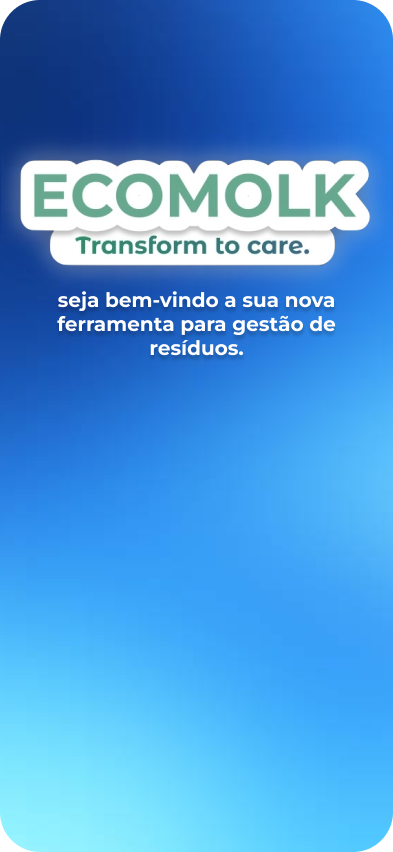 ECOMOLK
Transform to care.
seja bem-vindo a sua nova
ferramenta para gestão de
resíduos.